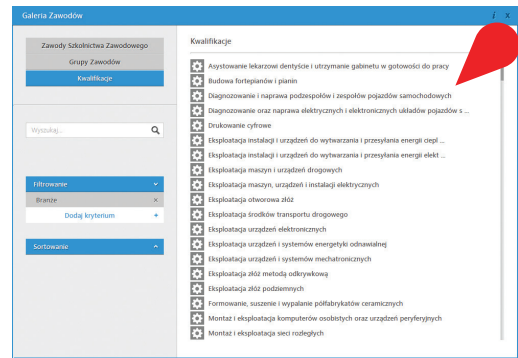 Galeria Zawodów
i x
Zawody Szkolnictwa Zawodowego
Grupy Zawodów
Kwalifikacje
Wyszukaj...
Filtrowanie
Branże x
Dodaj kryterium +
Sortowanie
Kwalifikacje
Asystowanie lekarzowi dentyście i utrzymanie gabinetu w gotowości do pracy
Budowa fortepianów i pianin
Diagnozowanie i naprawa podzespołów i zespołów pojazdów samochodowych
Diagnozowanie oraz naprawa elektrycznych i elektronicznych układów pojazdów s ...
Drukowanie cyfrowe
Eksploatacja instalacji i urządzeń do wytwarzania i przesyłania energii ciepl ...
Eksploatacja instalacji i urządzeń do wytwarzania i przesyłania energii elekt ...
Eksploatacja maszyn i urządzeń drogowych
Eksploatacja maszyn, urządzeń i instalacji elektrycznych
Eksploatacja otworowa złóż
Eksploatacja środków transportu drogowego
Eksploatacja urządzeń elektronicznych
Eksploatacja urządzeń i systemów energetyki odnawialnej
Eksploatacja urządzeń i systemów mechatronicznych
Eksploatacja złóż metodą odkrywkową
Eksploatacja złóż podziemnych
Formowanie, suszenie i wypalanie półfabrykatów ceramicznych
Montaż i eksploatacja komputerów osobistych oraz urządzeń peryferyjnych
Montaż i eksploatacja sieci rozległych